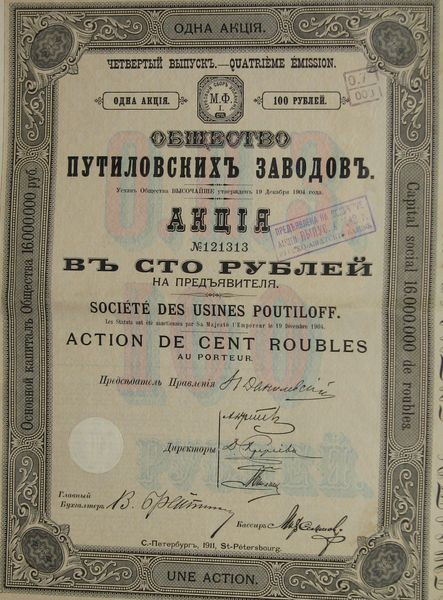 ОДНА АКЦІЯ.
ЧЕТВЕРТЫЙ ВЫПУСКЪ.-QUATRIÈME ÉMISSION.
ОДНА АКЦІЯ.
М.Ф.
100 РУБЛЕЙ.
ОБЩЕСТВО
ПУТИЛОВСКИХЪ ЗАВОДОВЪ.
Уставъ Общества ВЫСОЧАЙШЕ утвержденъ 19 Декабря 1904 года.
АКЦІЯ
№121313
ВЪ СТО РУБЛЕЙ
НА ПРЕДЪЯВИТЕЛЯ.
SOCIÉTÉ DES USINES POUTILOFF.
Les Statuts ont été sanctionnés par Sa Majesté l'Empereur le 19 Décembre 1904.
ACTION DE CENT ROUBLES
AU PORTEUR.
Предсѣдатель Правленія
Директоры
Главный
Бухгалтеръ
Кассиръ
С.-Петербургъ, 1911, St-Pétersbourg.
UNE ACTION.
Основной капиталъ Общества 16.000.000 руб.
Capital social 16.000.000 de roubles.